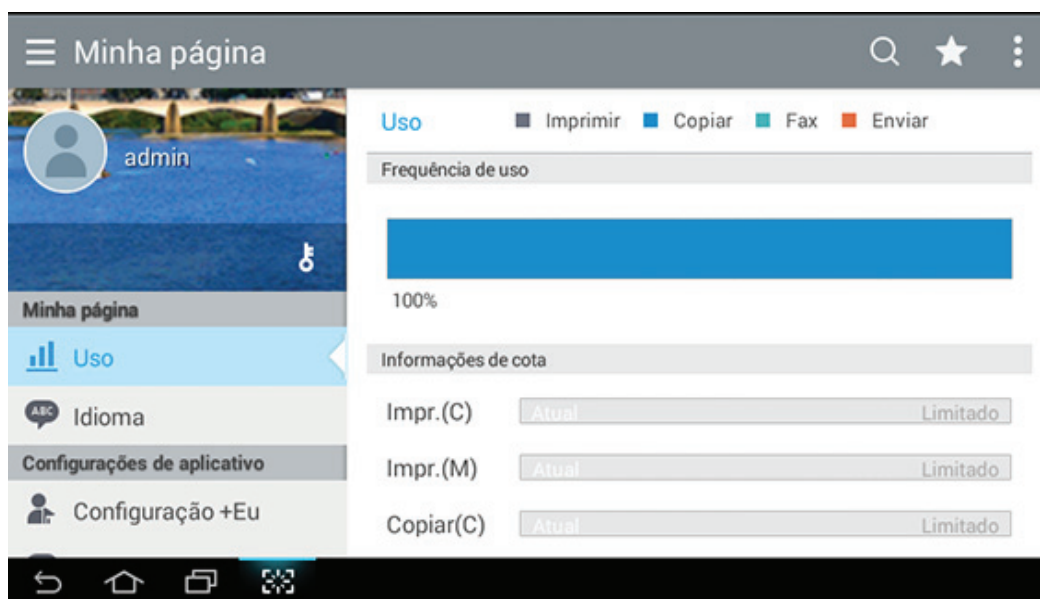 Minha página
admin
Minha página
Uso
ABC Idioma
Configurações de aplicativo
Configuração +Eu
Uso Imprimir Copiar Fax Enviar
Frequência de uso
100%
Informações de cota
Impr.(C) Atual Limitado
Impr.(M) Atual Limitado
Copiar(C) Atual Limitado